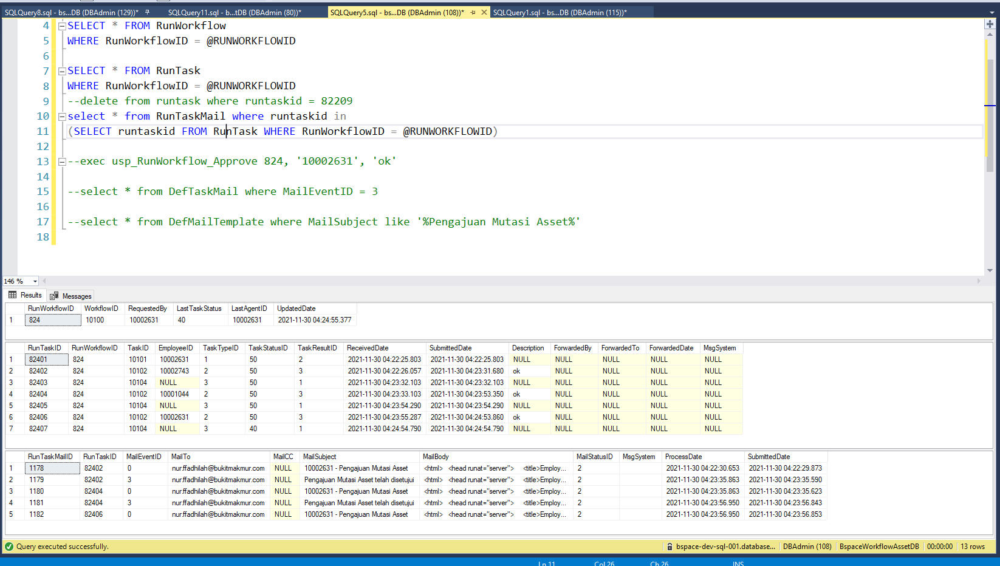 SQLQuery8.sql - bs...DB (DBAdmin (129))* SQLQuery11.sql - b...tDB (DBAdmin (80))* SQLQuery5.sql - bs...DB (DBAdmin (108))* SQLQuery1.sql - bs...DB (DBAdmin (115))*
4 SELECT * FROM RunWorkflow
5 WHERE RunWorkflowID = @RUNWORKFLOWID
6
7 SELECT * FROM RunTask
8 WHERE RunWorkflowID = @RUNWORKFLOWID
9 --delete from runtask where runtaskid = 82209
10 select * from RunTaskMail where runtaskid in
11 (SELECT runtaskid FROM RunTask WHERE RunWorkflowID = @RUNWORKFLOWID)
12
13 --exec usp_RunWorkflow_Approve 824, '10002631', 'ok'
14
15 --select * from DefTaskMail where MailEventID = 3
16
17 --select * from DefMailTemplate where MailSubject like '%Pengajuan Mutasi Asset%'
18
146 %
Results Messages
RunWorkflowID WorkflowID RequestedBy LastTaskStatus LastAgentID UpdatedDate
1 824 10100 10002631 40 10002631 2021-11-30 04:24:55.377
RunTaskID RunWorkflowID TaskID EmployeeID TaskTypeID TaskStatusID TaskResultID ReceivedDate SubmittedDate Description ForwardedBy ForwardedTo ForwardedDate MsgSystem
1 82401 824 10101 10002631 1 50 2 2021-11-30 04:22:25.803 2021-11-30 04:22:25.803 NULL NULL NULL NULL NULL
2 82402 824 10102 10002743 2 50 3 2021-11-30 04:22:26.057 2021-11-30 04:23:31.680 ok NULL NULL NULL NULL
3 82403 824 10104 NULL 3 50 1 2021-11-30 04:23:32.103 2021-11-30 04:23:32.103 NULL NULL NULL NULL NULL
4 82404 824 10102 10001044 2 50 3 2021-11-30 04:23:33.103 2021-11-30 04:23:53.350 ok NULL NULL NULL NULL
5 82405 824 10104 NULL 3 50 1 2021-11-30 04:23:54.290 2021-11-30 04:23:54.290 NULL NULL NULL NULL NULL
6 82406 824 10102 10002631 2 50 3 2021-11-30 04:23:55.287 2021-11-30 04:24:53.860 ok NULL NULL NULL NULL
7 82407 824 10104 NULL 3 40 1 2021-11-30 04:24:54.790 2021-11-30 04:24:54.790 NULL NULL NULL NULL NULL
RunTaskMailID RunTaskID MailEventID MailTo MailCC MailSubject MailBody MailStatusID MsgSystem ProcessDate SubmittedDate
1 1178 82402 0 nur.ffadhilah@bukitmakmur.com NULL 10002631 - Pengajuan Mutasi Asset <html> <head runat="server"> <title>Employ... 2 2021-11-30 04:22:30.653 2021-11-30 04:22:29.873
2 1179 82402 3 nur.ffadhilah@bukitmakmur.com NULL Pengajuan Mutasi Asset telah disetujui <html> <head runat="server"> <title>Employ... 2 2021-11-30 04:23:35.863 2021-11-30 04:23:35.590
3 1180 82404 0 nur.ffadhilah@bukitmakmur.com NULL 10002631 - Pengajuan Mutasi Asset <html> <head runat="server"> <title>Employ... 2 2021-11-30 04:23:35.863 2021-11-30 04:23:35.623
4 1181 82404 3 nur.ffadhilah@bukitmakmur.com NULL Pengajuan Mutasi Asset telah disetujui <html> <head runat="server"> <title>Employ... 2 2021-11-30 04:23:56.950 2021-11-30 04:23:56.843
5 1182 82406 0 nur.ffadhilah@bukitmakmur.com NULL 10002631 - Pengajuan Mutasi Asset <html> <head runat="server"> <title>Employ... 2 2021-11-30 04:23:56.950 2021-11-30 04:23:56.853
Query executed successfully. bspace-dev-sql-001.database... DBAdmin (108) BspaceWorkflowAssetDB 00:00:00 13 rows
Ln 11 Col 26 Ch 26 INS